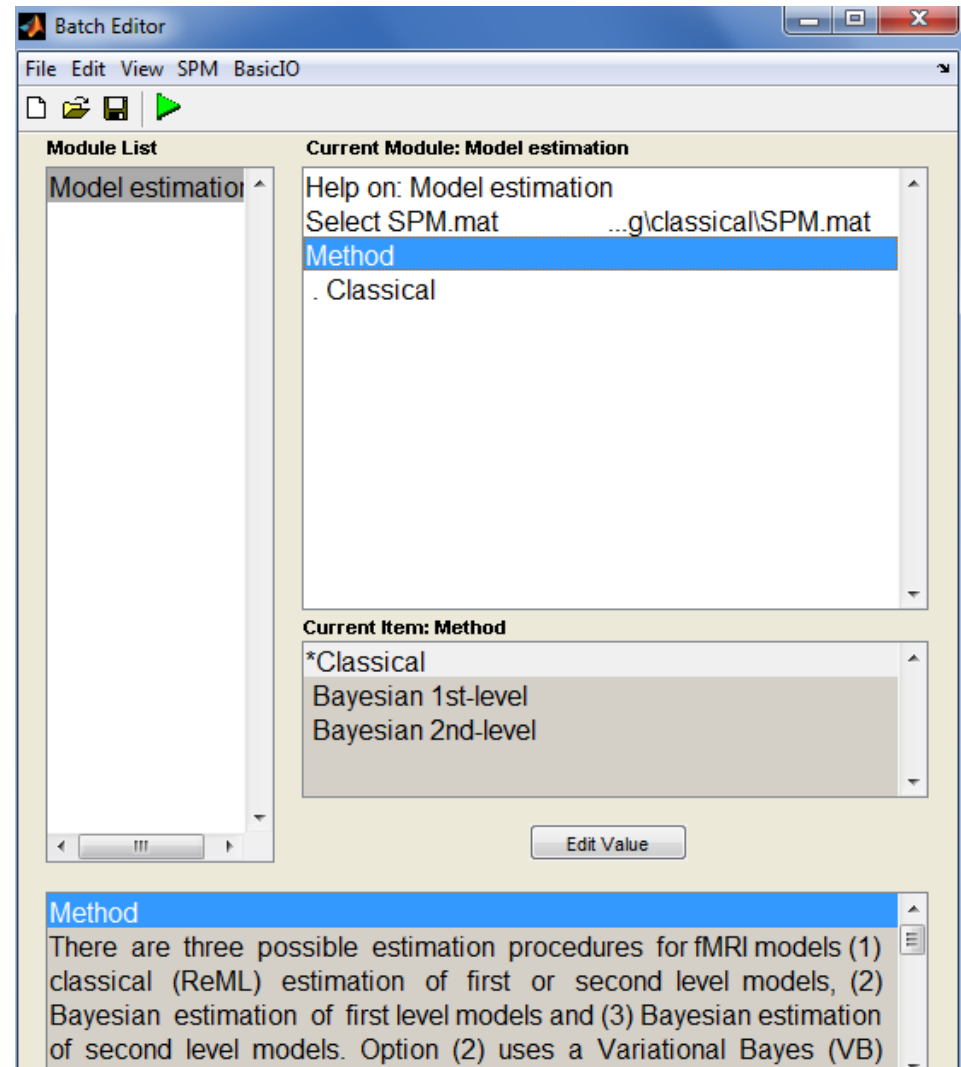 Batch Editor
File Edit View SPM BasicIO
Module List
Current Module: Model estimation
Model estimation
Help on: Model estimation
Select SPM.mat ...g\classical\SPM.mat
Method
. Classical
Current Item: Method
*Classical
Bayesian 1st-level
Bayesian 2nd-level
Edit Value
Method
There are three possible estimation procedures for fMRI models (1)
classical (ReML) estimation of first or second level models, (2)
Bayesian estimation of first level models and (3) Bayesian estimation
of second level models. Option (2) uses a Variational Bayes (VB)